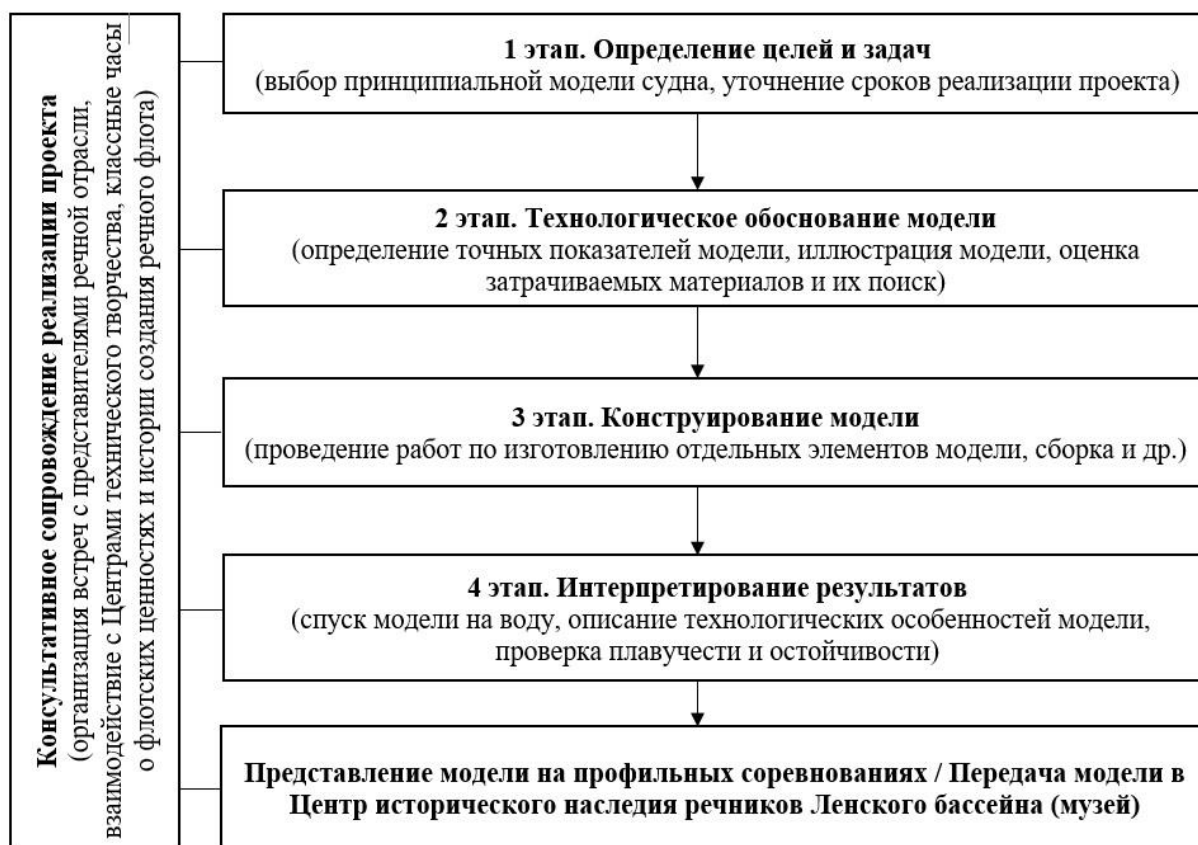 Консультативное сопровождение реализации проекта
(организация встреч с представителями речной отрасли,
взаимодействие с Центрами технического творчества, классные часы
о флотских ценностях и истории создания речного флота)
1 этап. Определение целей и задач
(выбор принципиальной модели судна, уточнение сроков реализации проекта)
2 этап. Технологическое обоснование модели
(определение точных показателей модели, иллюстрация модели, оценка
затрачиваемых материалов и их поиск)
3 этап. Конструирование модели
(проведение работ по изготовлению отдельных элементов модели, сборка и др.)
4 этап. Интерпретирование результатов
(спуск модели на воду, описание технологических особенностей модели,
проверка плавучести и остойчивости)
Представление модели на профильных соревнованиях / Передача модели в
Центр исторического наследия речников Ленского бассейна (музей)